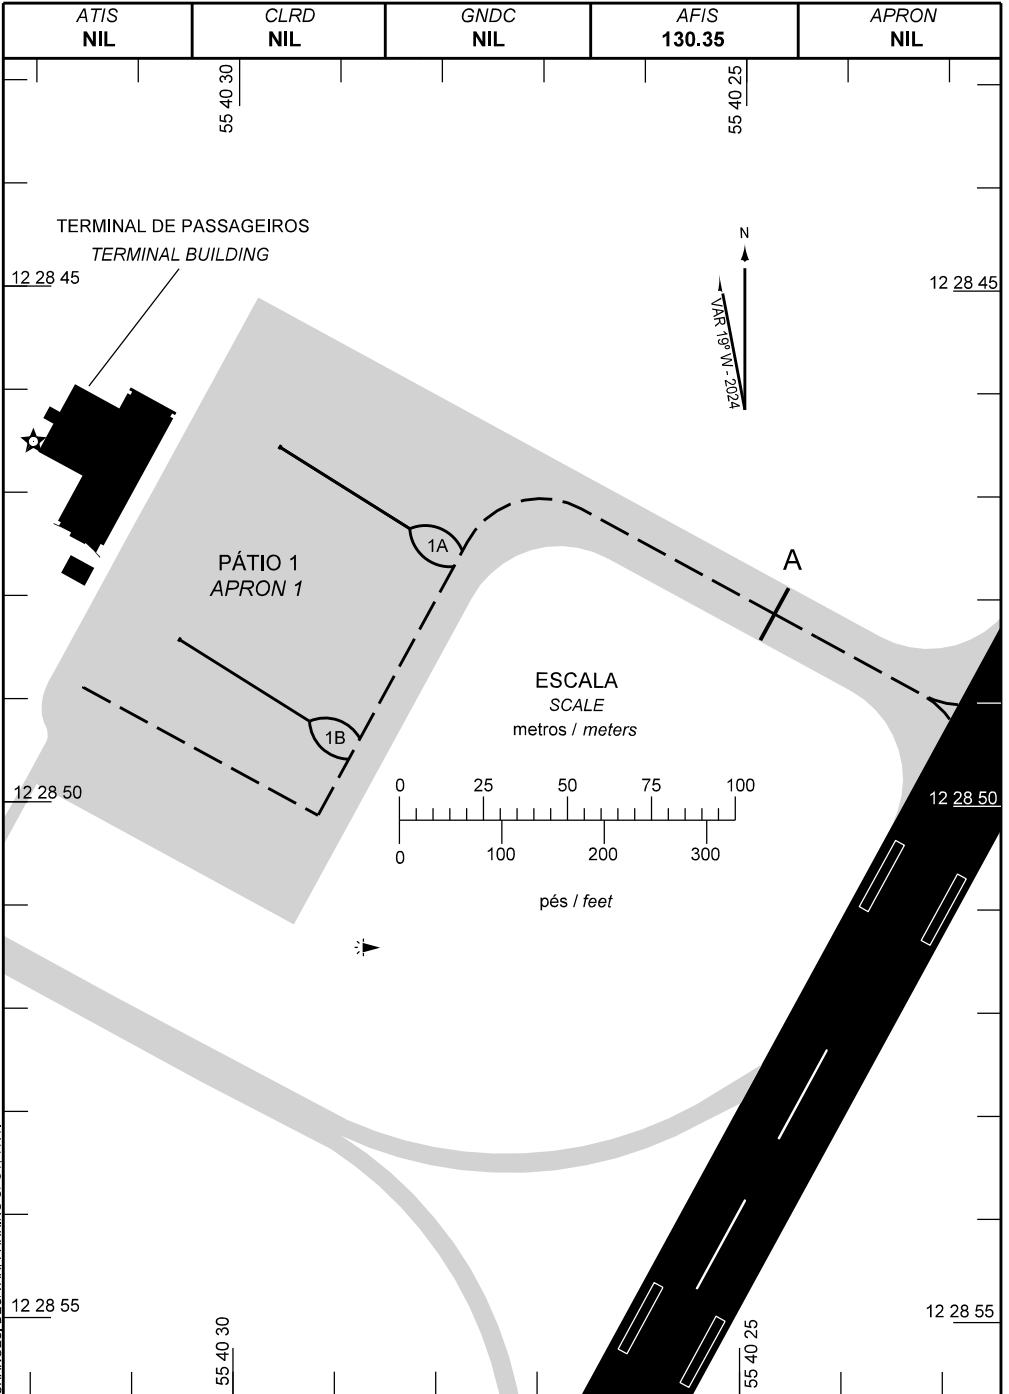 ATIS CLRD GNDC AFIS APRON
NIL NIL NIL 130.35 NIL
55 40 30
55 40 25
TERMINAL DE PASSAGEIROS
TERMINAL BUILDING
N
VAR 19º W - 2024
12 28 45
12 28 45
1A
A
PÁTIO 1
APRON 1
ESCALA
SCALE
metros / meters
1B
0 25 50 75 100
0 100 200 300
pés / feet
12 28 50
12 28 50
12 28 55
12 28 55
55 40 30
55 40 25